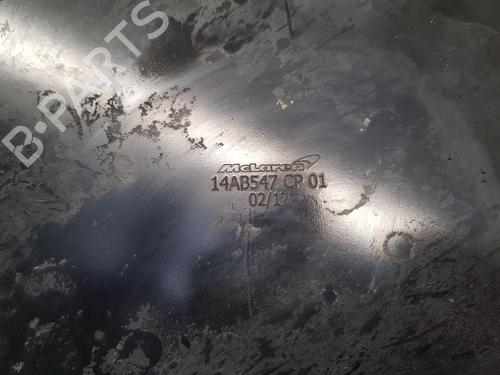 B-PARTS
McLaren
14AB547 CP 01
02/17